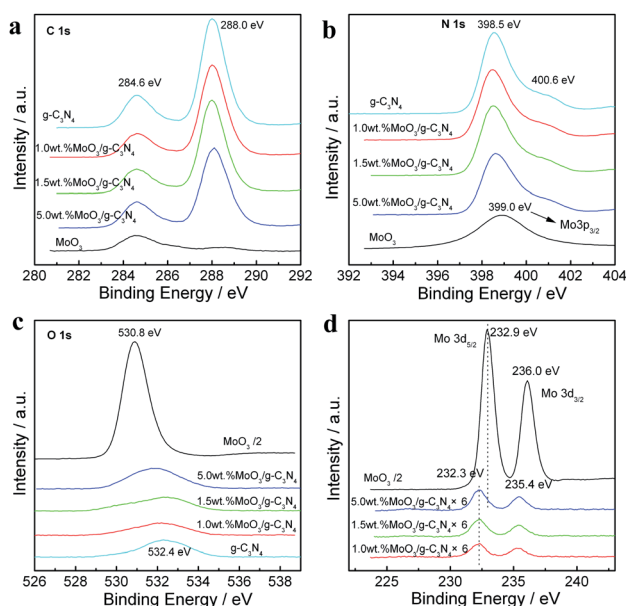 a
C 1s
288.0 eV
284.6 eV
g-C₃N₄
1.0wt.%MoO₃/g-C₃N₄
1.5wt.%MoO₃/g-C₃N₄
5.0wt.%MoO₃/g-C₃N₄
MoO₃
Intensity / a.u.
280 282 284 286 288 290 292
Binding Energy / eV
b
N 1s
398.5 eV
400.6 eV
g-C₃N₄
1.0wt.%MoO₃/g-C₃N₄
1.5wt.%MoO₃/g-C₃N₄
5.0wt.%MoO₃/g-C₃N₄
399.0 eV
Mo3p₃/₂
MoO₃
Intensity / a.u.
392 394 396 398 400 402 404
Binding Energy / eV
c
O 1s
530.8 eV
MoO₃ /2
5.0wt.%MoO₃/g-C₃N₄
1.5wt.%MoO₃/g-C₃N₄
1.0wt.%MoO₃/g-C₃N₄
532.4 eV
g-C₃N₄
Intensity / a.u.
526 528 530 532 534 536 538
Binding Energy / eV
d
232.9 eV
Mo 3d₅/₂
236.0 eV
Mo 3d₃/₂
MoO₃ /2
232.3 eV
235.4 eV
5.0wt.%MoO₃/g-C₃N₄× 6
1.5wt.%MoO₃/g-C₃N₄× 6
1.0wt.%MoO₃/g-C₃N₄× 6
Intensity / a.u.
225 230 235 240
Binding Energy / eV